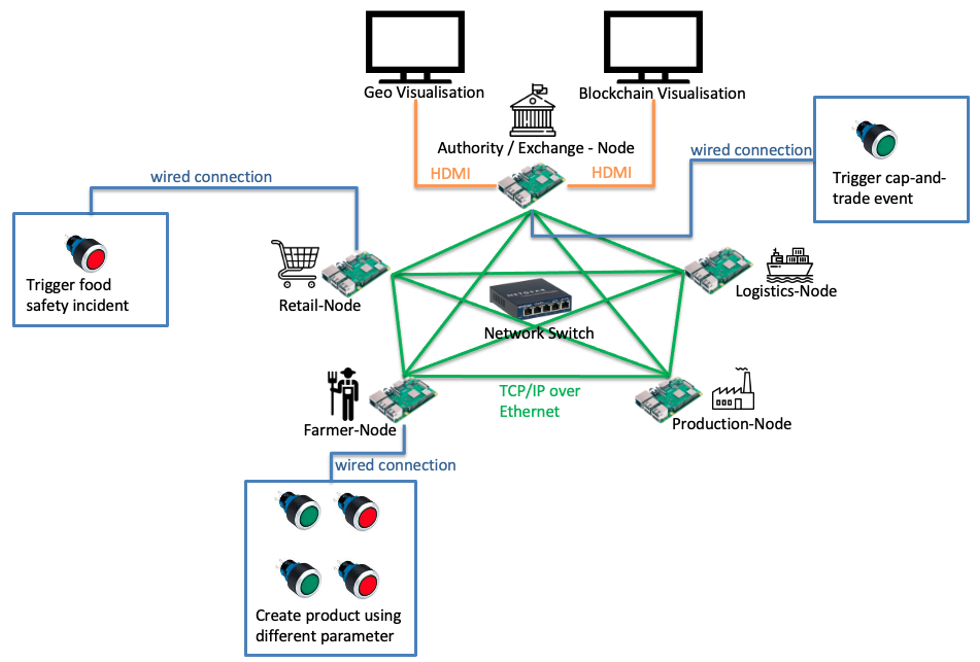 Geo Visualisation
Blockchain Visualisation
Authority / Exchange - Node
HDMI
HDMI
wired connection
Trigger cap-and-
trade event
wired connection
Trigger food
safety incident
Retail-Node
Logistics-Node
NETGEAR
Network Switch
TCP/IP over
Ethernet
Farmer-Node
Production-Node
wired connection
Create product using
different parameter